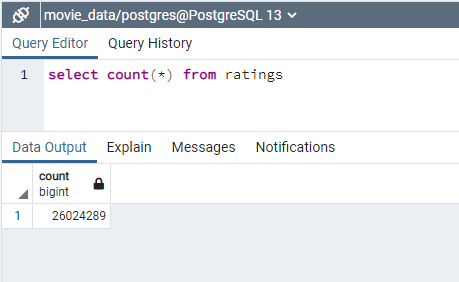 movie_data/postgres@PostgreSQL 13
Query Editor Query History
1 select count(*) from ratings
Data Output Explain Messages Notifications
count
bigint
1 26024289